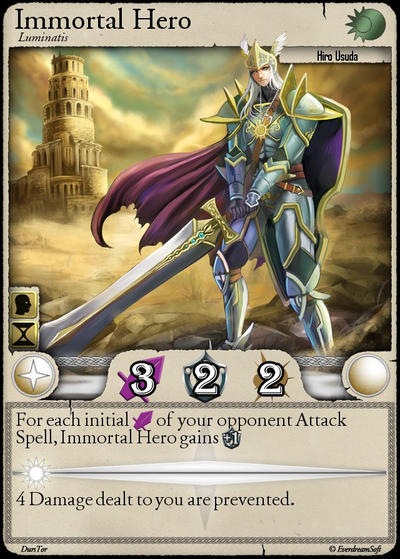 Immortal Hero
Luminatis
Hiro Usuda
3 2 2
For each initial of your opponent Attack
Spell, Immortal Hero gains +1
4 Damage dealt to you are prevented.
DunTor © EverdreamSoft